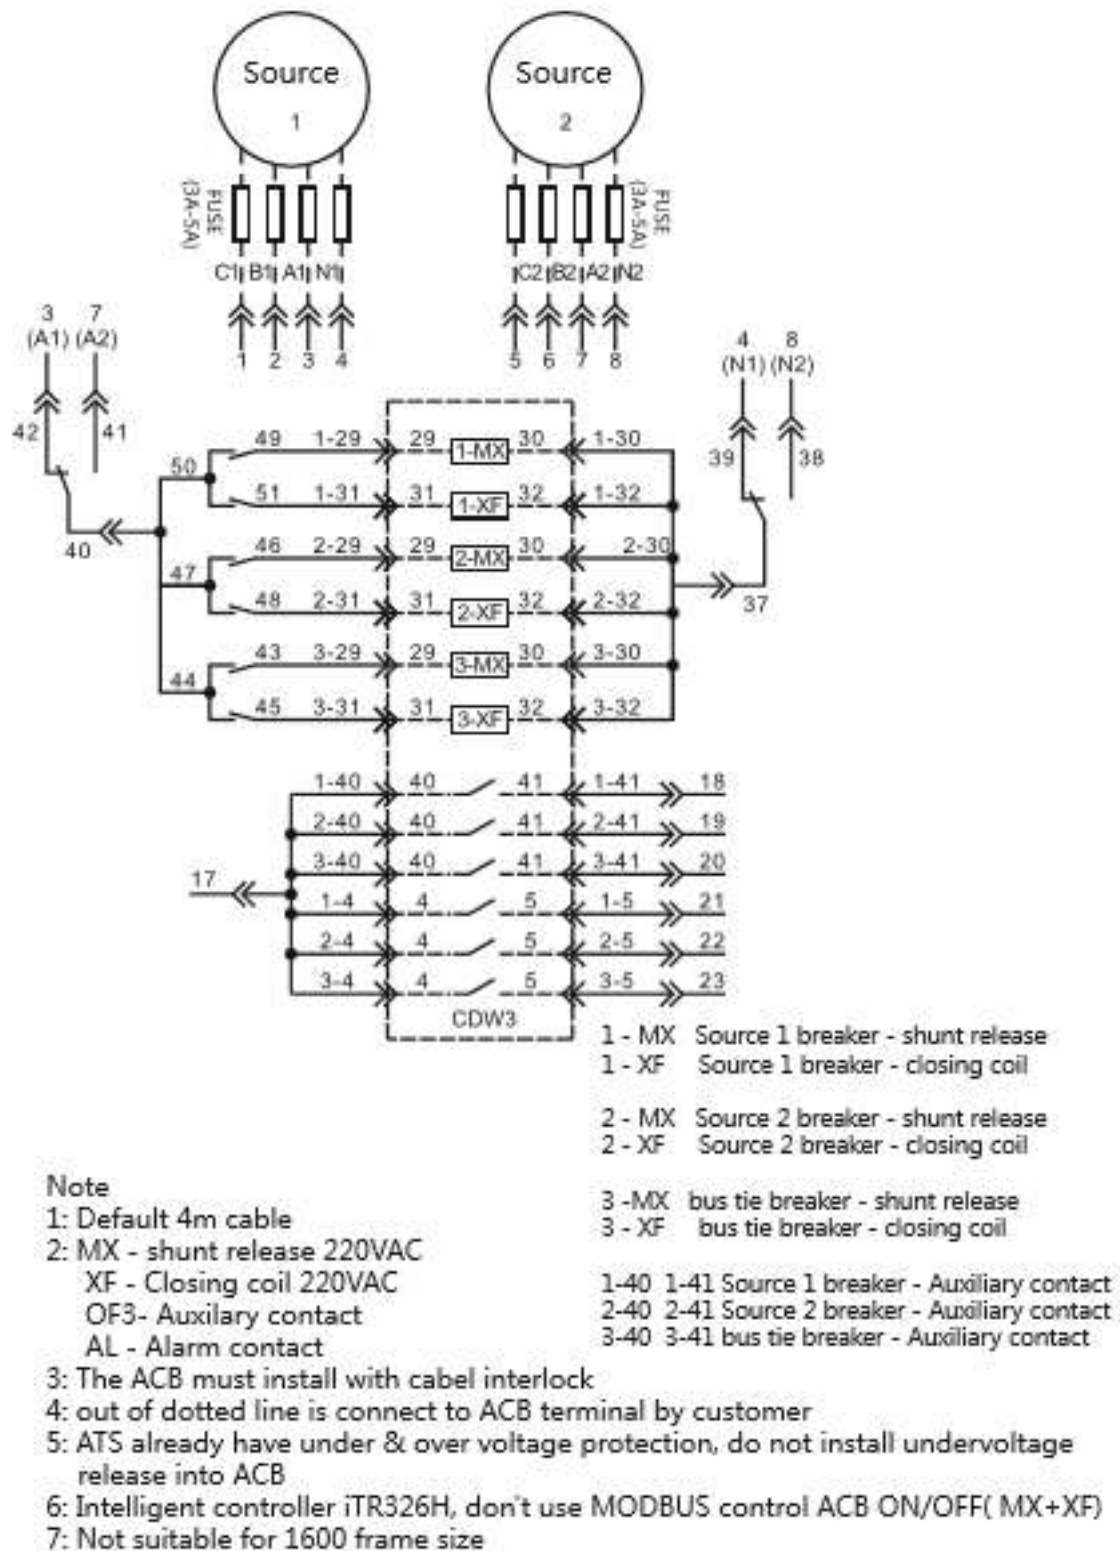 Source Source
1 2
FUSE (3A-5A) FUSE (3A-5A)
C1 B1 A1 N1 C2 B2 A2 N2
3 7 4 8
(A1) (A2) (N1) (N2)
1 2 3 4 5 6 7 8
42 41 39 38
49 1-29 29 1-MX 30 1-30
50
51 1-31 31 1-XF 32 1-32
40
46 2-29 29 2-MX 30 2-30
47
48 2-31 31 2-XF 32 2-32
37
43 3-29 29 3-MX 30 3-30
44
45 3-31 31 3-XF 32 3-32
1-40 40 41 1-41 18
2-40 40 41 2-41 19
3-40 40 41 3-41 20
17
1-4 4 5 1-5 21
2-4 4 5 2-5 22
3-4 4 5 3-5 23
CDW3
1 - MX Source 1 breaker - shunt release
1 - XF Source 1 breaker - closing coil
2 - MX Source 2 breaker - shunt release
2 - XF Source 2 breaker - closing coil
3 -MX bus tie breaker - shunt release
3 - XF bus tie breaker - closing coil
1-40 1-41 Source 1 breaker - Auxiliary contact
2-40 2-41 Source 2 breaker - Auxiliary contact
3-40 3-41 bus tie breaker - Auxiliary contact
Note
1: Default 4m cable
2: MX - shunt release 220VAC
XF - Closing coil 220VAC
OF3- Auxilary contact
AL - Alarm contact
3: The ACB must install with cabel interlock
4: out of dotted line is connect to ACB terminal by customer
5: ATS already have under & over voltage protection, do not install undervoltage
release into ACB
6: Intelligent controller iTR326H, don't use MODBUS control ACB ON/OFF( MX+XF)
7: Not suitable for 1600 frame size